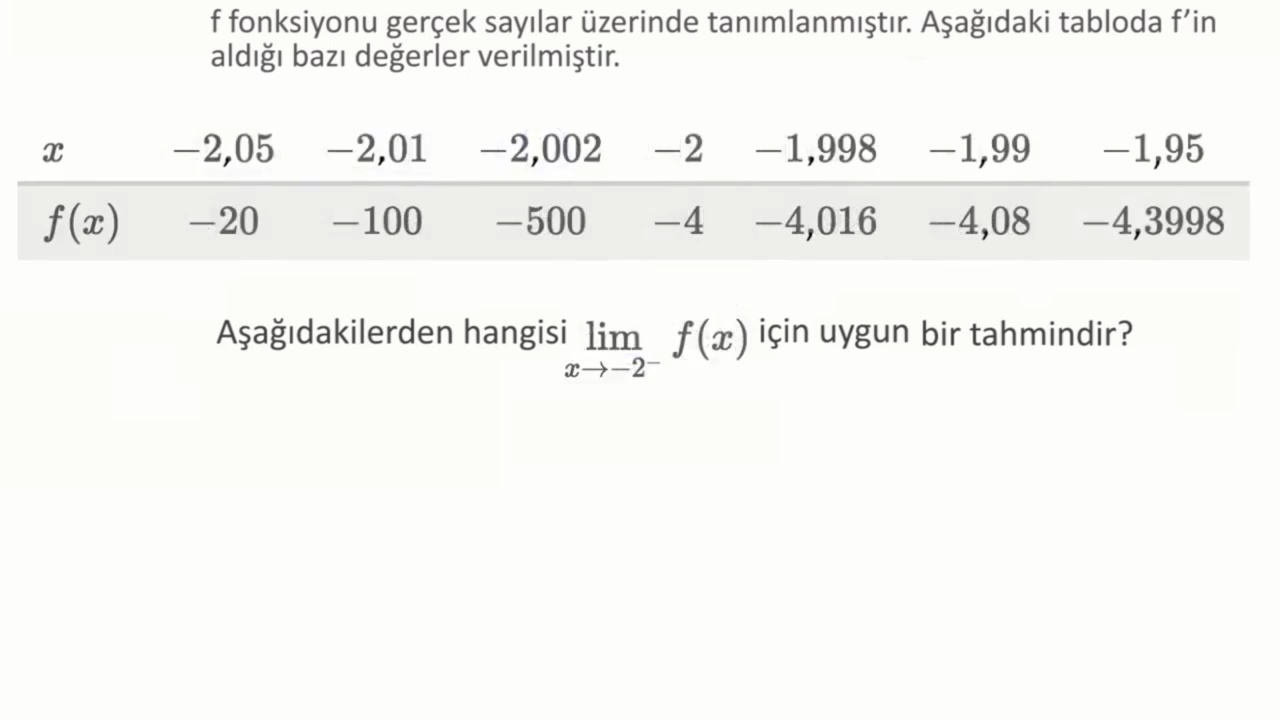 f fonksiyonu gerçek sayılar üzerinde tanımlanmıştır. Aşağıdaki tabloda f’in
aldığı bazı değerler verilmiştir.
x −2,05 −2,01 −2,002 −2 −1,998 −1,99 −1,95
f(x) −20 −100 −500 −4 −4,016 −4,08 −4,3998
Aşağıdakilerden hangisi lim f(x) için uygun bir tahmindir?
x→−2⁻